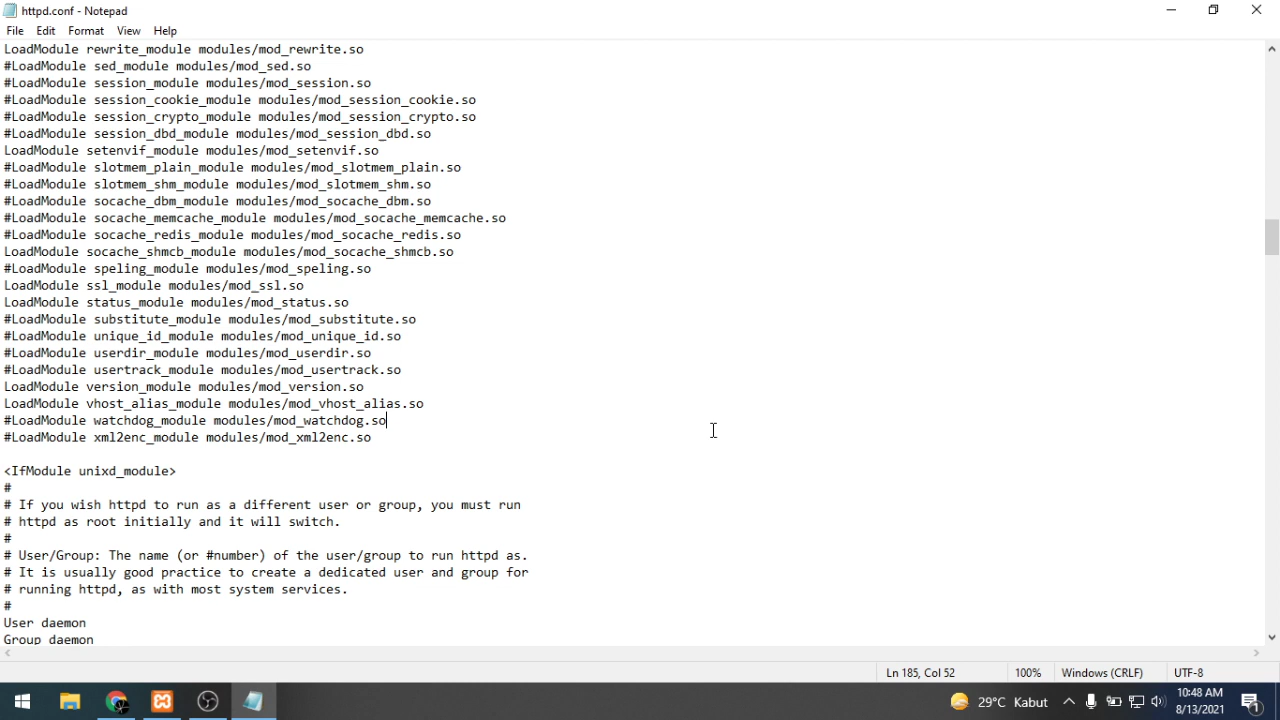 httpd.conf - Notepad
File Edit Format View Help
LoadModule rewrite_module modules/mod_rewrite.so
#LoadModule sed_module modules/mod_sed.so
#LoadModule session_module modules/mod_session.so
#LoadModule session_cookie_module modules/mod_session_cookie.so
#LoadModule session_crypto_module modules/mod_session_crypto.so
#LoadModule session_dbd_module modules/mod_session_dbd.so
LoadModule setenvif_module modules/mod_setenvif.so
#LoadModule slotmem_plain_module modules/mod_slotmem_plain.so
#LoadModule slotmem_shm_module modules/mod_slotmem_shm.so
#LoadModule socache_dbm_module modules/mod_socache_dbm.so
#LoadModule socache_memcache_module modules/mod_socache_memcache.so
#LoadModule socache_redis_module modules/mod_socache_redis.so
LoadModule socache_shmcb_module modules/mod_socache_shmcb.so
#LoadModule speling_module modules/mod_speling.so
LoadModule ssl_module modules/mod_ssl.so
LoadModule status_module modules/mod_status.so
#LoadModule substitute_module modules/mod_substitute.so
#LoadModule unique_id_module modules/mod_unique_id.so
#LoadModule userdir_module modules/mod_userdir.so
#LoadModule usertrack_module modules/mod_usertrack.so
LoadModule version_module modules/mod_version.so
LoadModule vhost_alias_module modules/mod_vhost_alias.so
#LoadModule watchdog_module modules/mod_watchdog.so
#LoadModule xml2enc_module modules/mod_xml2enc.so
<IfModule unixd_module>
#
# If you wish httpd to run as a different user or group, you must run
# httpd as root initially and it will switch.
#
# User/Group: The name (or #number) of the user/group to run httpd as.
# It is usually good practice to create a dedicated user and group for
# running httpd, as with most system services.
#
User daemon
Group daemon
Ln 185, Col 52 100% Windows (CRLF) UTF-8
29°C Kabut 10:48 AM
8/13/2021 1